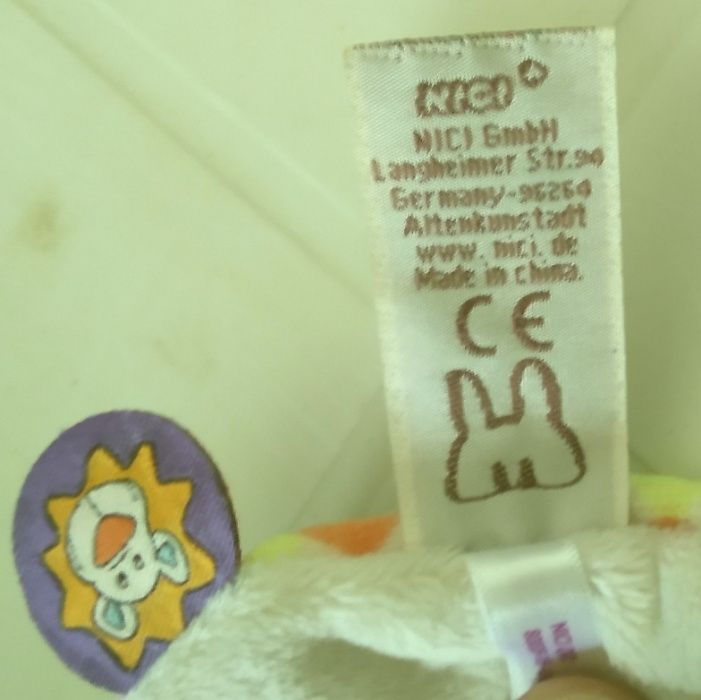 NICI
NICI GmbH
Langheimer Str.94
Germany-96264
Altenkunstadt
www. nici. de
Made in china.
CE